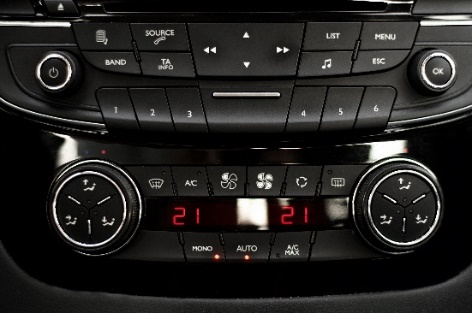 SOURCE
LIST
MENU
BAND
TA
INFO
ESC
OK
1
2
3
4
5
6
A/C
21
21
MONO
AUTO
A/C
MAX